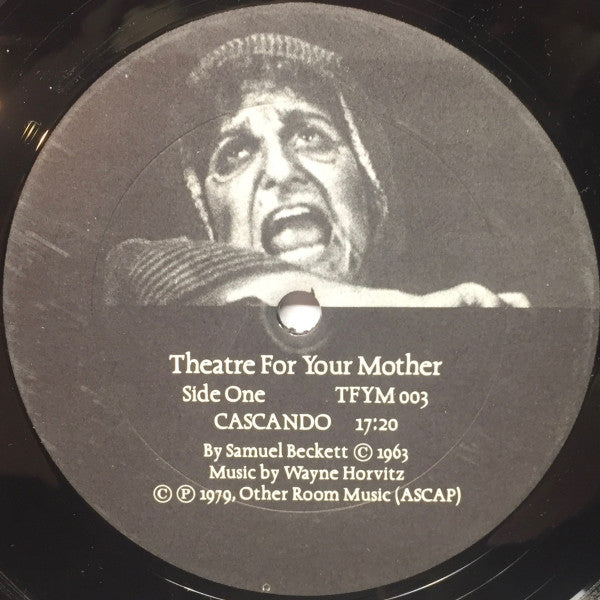 Theatre For Your Mother
Side One TFYM 003
CASCANDO 17:20
By Samuel Beckett © 1963
Music by Wayne Horvitz
© ℗ 1979, Other Room Music (ASCAP)